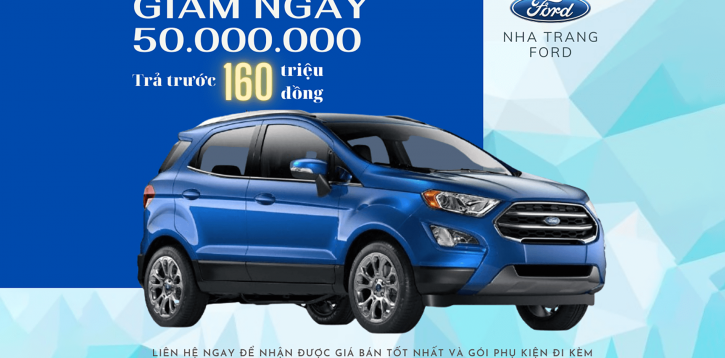 GIẢM NGAY
50.000.000
Trả trước 160 triệu
đồng
Ford
NHA TRANG
FORD
Ford
LIÊN HỆ NGAY ĐỂ NHẬN ĐƯỢC GIÁ BÁN TỐT NHẤT VÀ GÓI PHỤ KIỆN ĐI KÈM